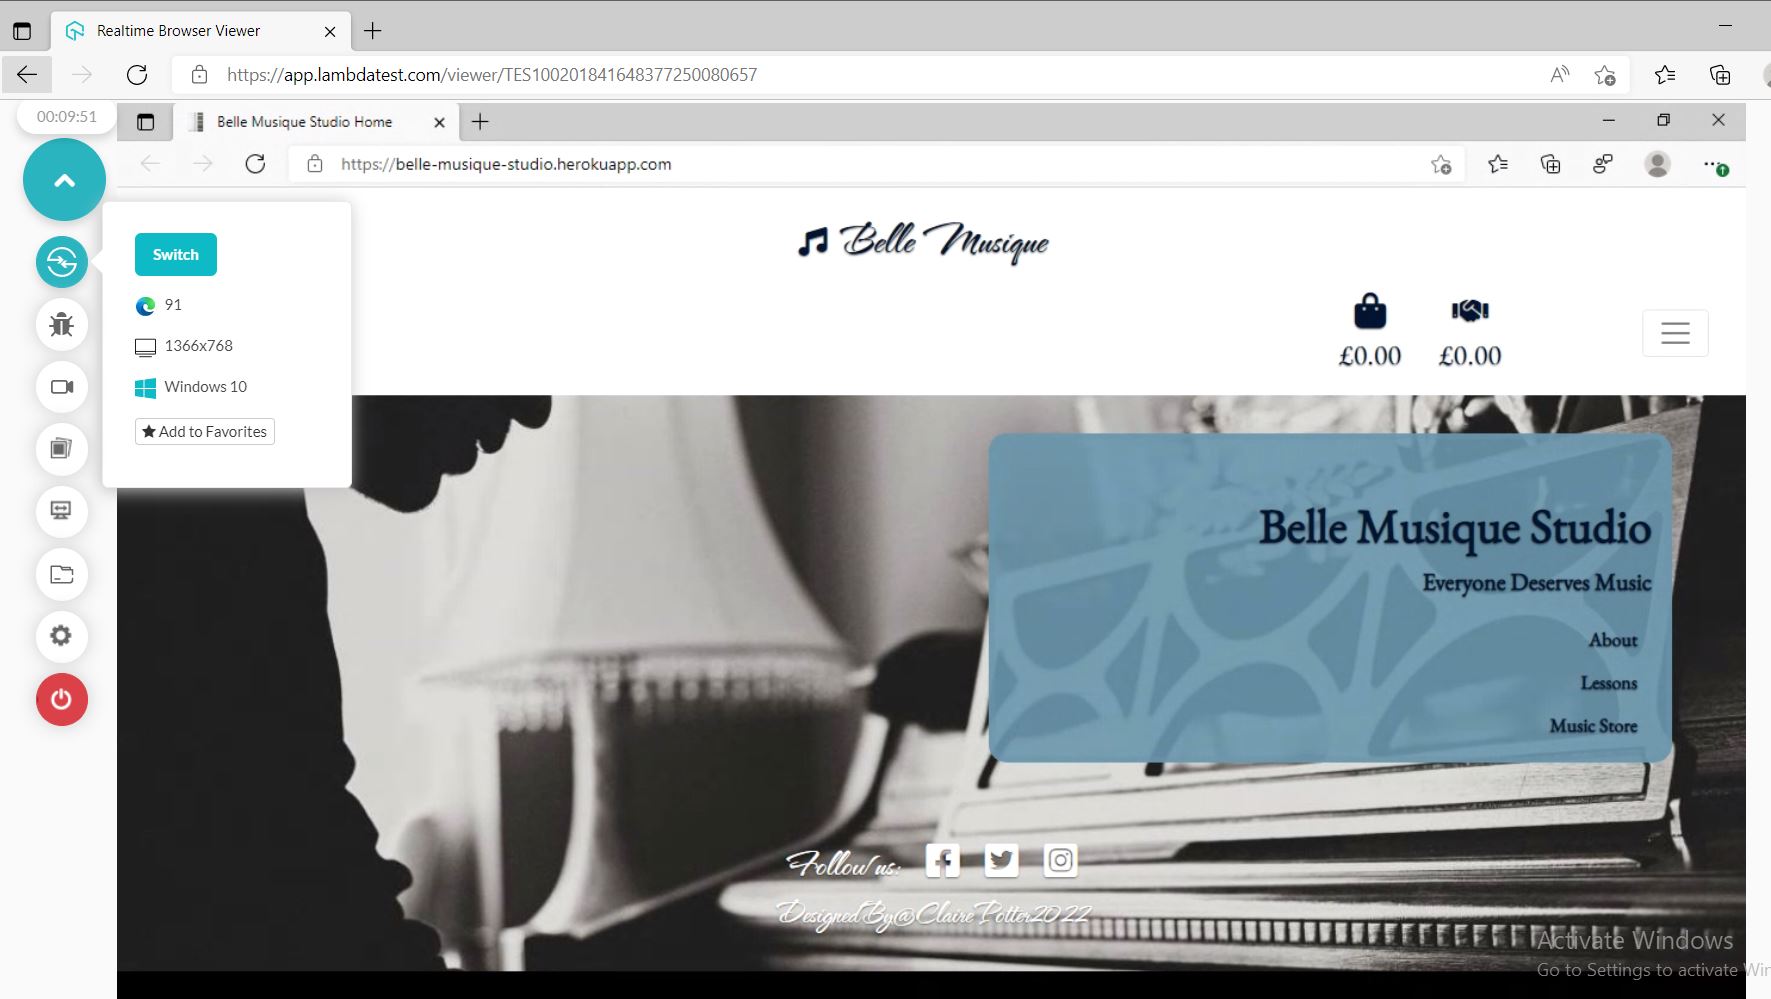 Realtime Browser Viewer
https://app.lambdatest.com/viewer/TES100201841648377250080657
00:09:51
Belle Musique Studio Home
https://belle-musique-studio.herokuapp.com
Switch
91
1366x768
Windows 10
Add to Favorites
Belle Musique
£0.00 £0.00
Belle Musique Studio
Everyone Deserves Music
About
Lessons
Music Store
Follow us:
Designed By@Claire Potter2022
Activate Windows
Go to Settings to activate Win